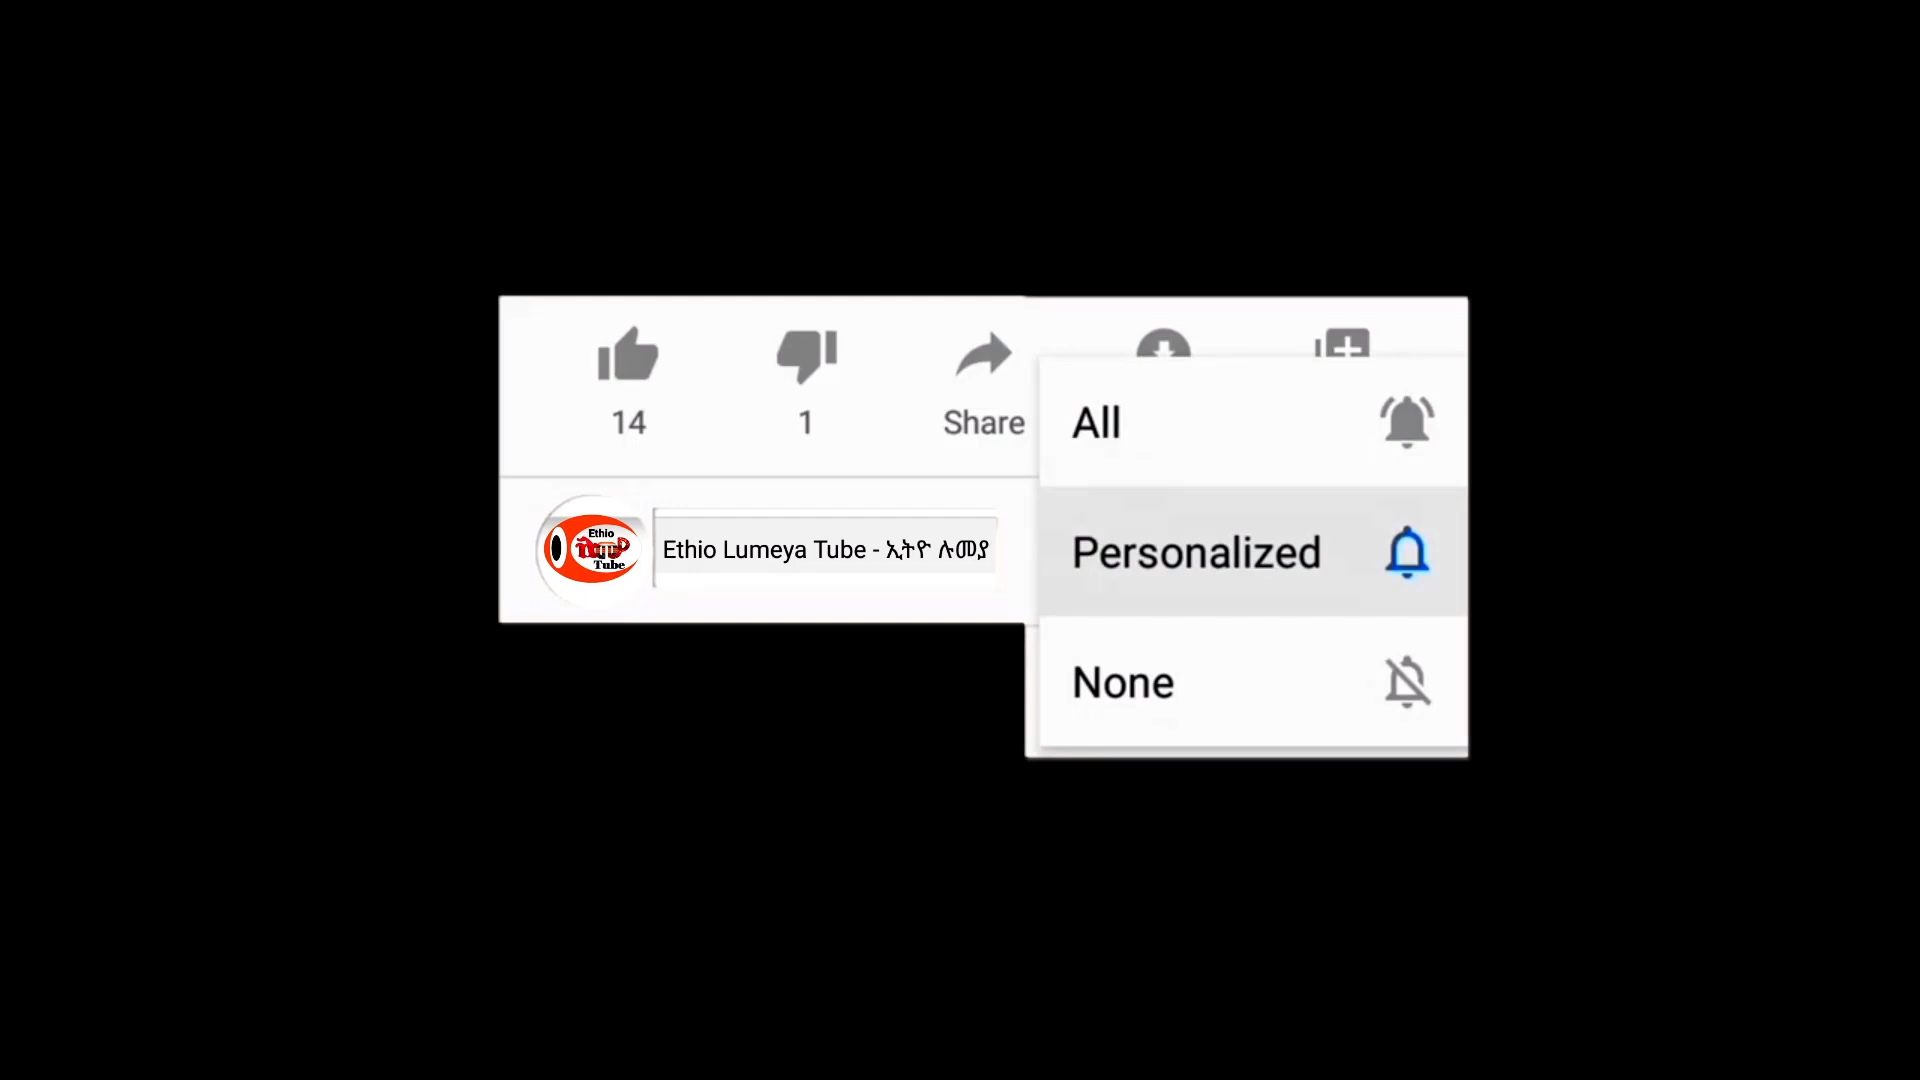 14
1
Share
All
Personalized
None
Ethio
Tube
Ethio Lumeya Tube - ኢትዮ ሉመያ